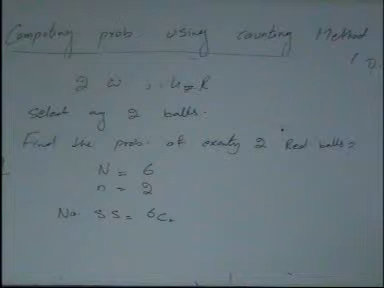 Computing prob using counting Method
2 W , 4 = R
Select any 2 balls.
Find the prob. of exactly 2 Red balls =
N = 6
n = 2
No. SS = 6C₂